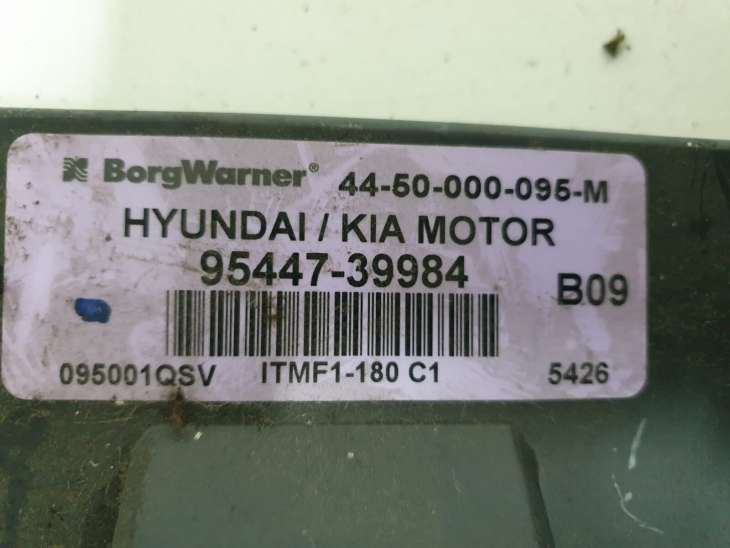 BorgWarner® 44-50-000-095-M
HYUNDAI / KIA MOTOR
95447-39984
B09
095001QSV ITMF1-180 C1 5426